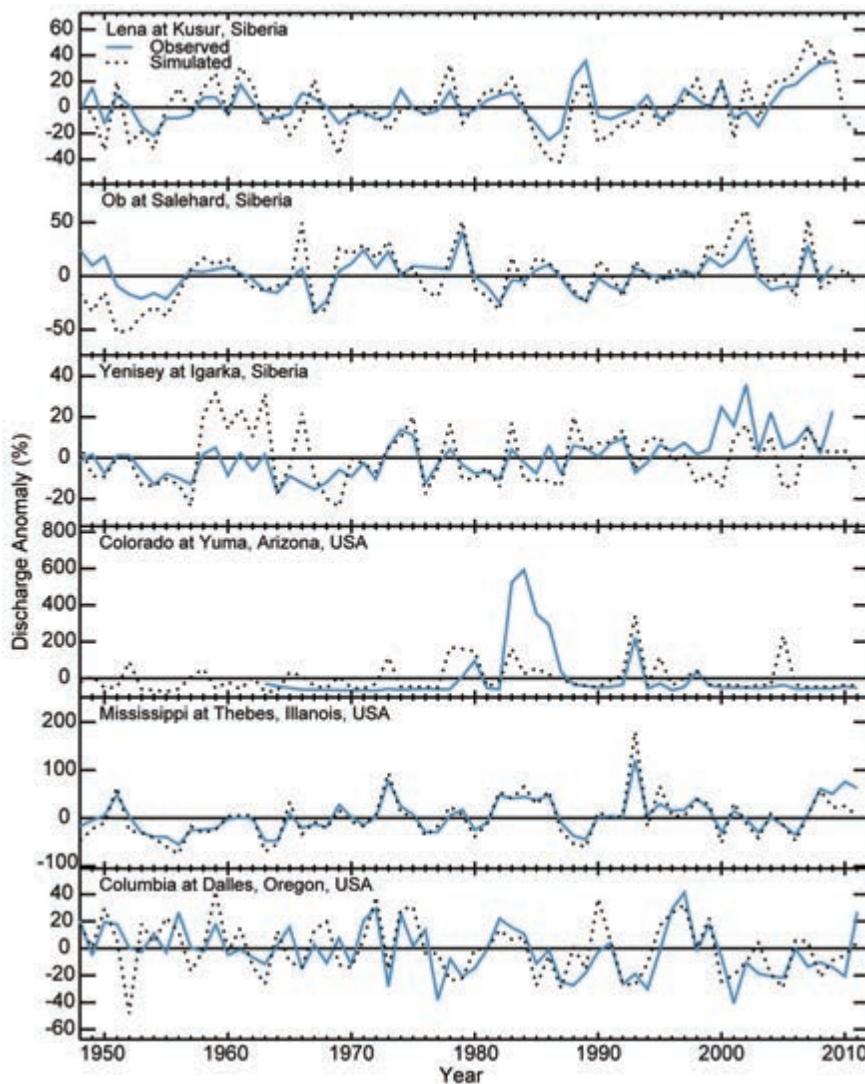 Lena at Kusur, Siberia
Observed
Simulated
60
40
20
0
-20
-40
Ob at Salehard, Siberia
50
0
-50
Yenisey at Igarka, Siberia
40
20
0
-20
Colorado at Yuma, Arizona, USA
800
600
400
200
0
Mississippi at Thebes, Illanois, USA
200
100
0
-100
Columbia at Dalles, Oregon, USA
40
20
0
-20
-40
-60
Discharge Anomaly (%)
1950 1960 1970 1980 1990 2000 2010
Year